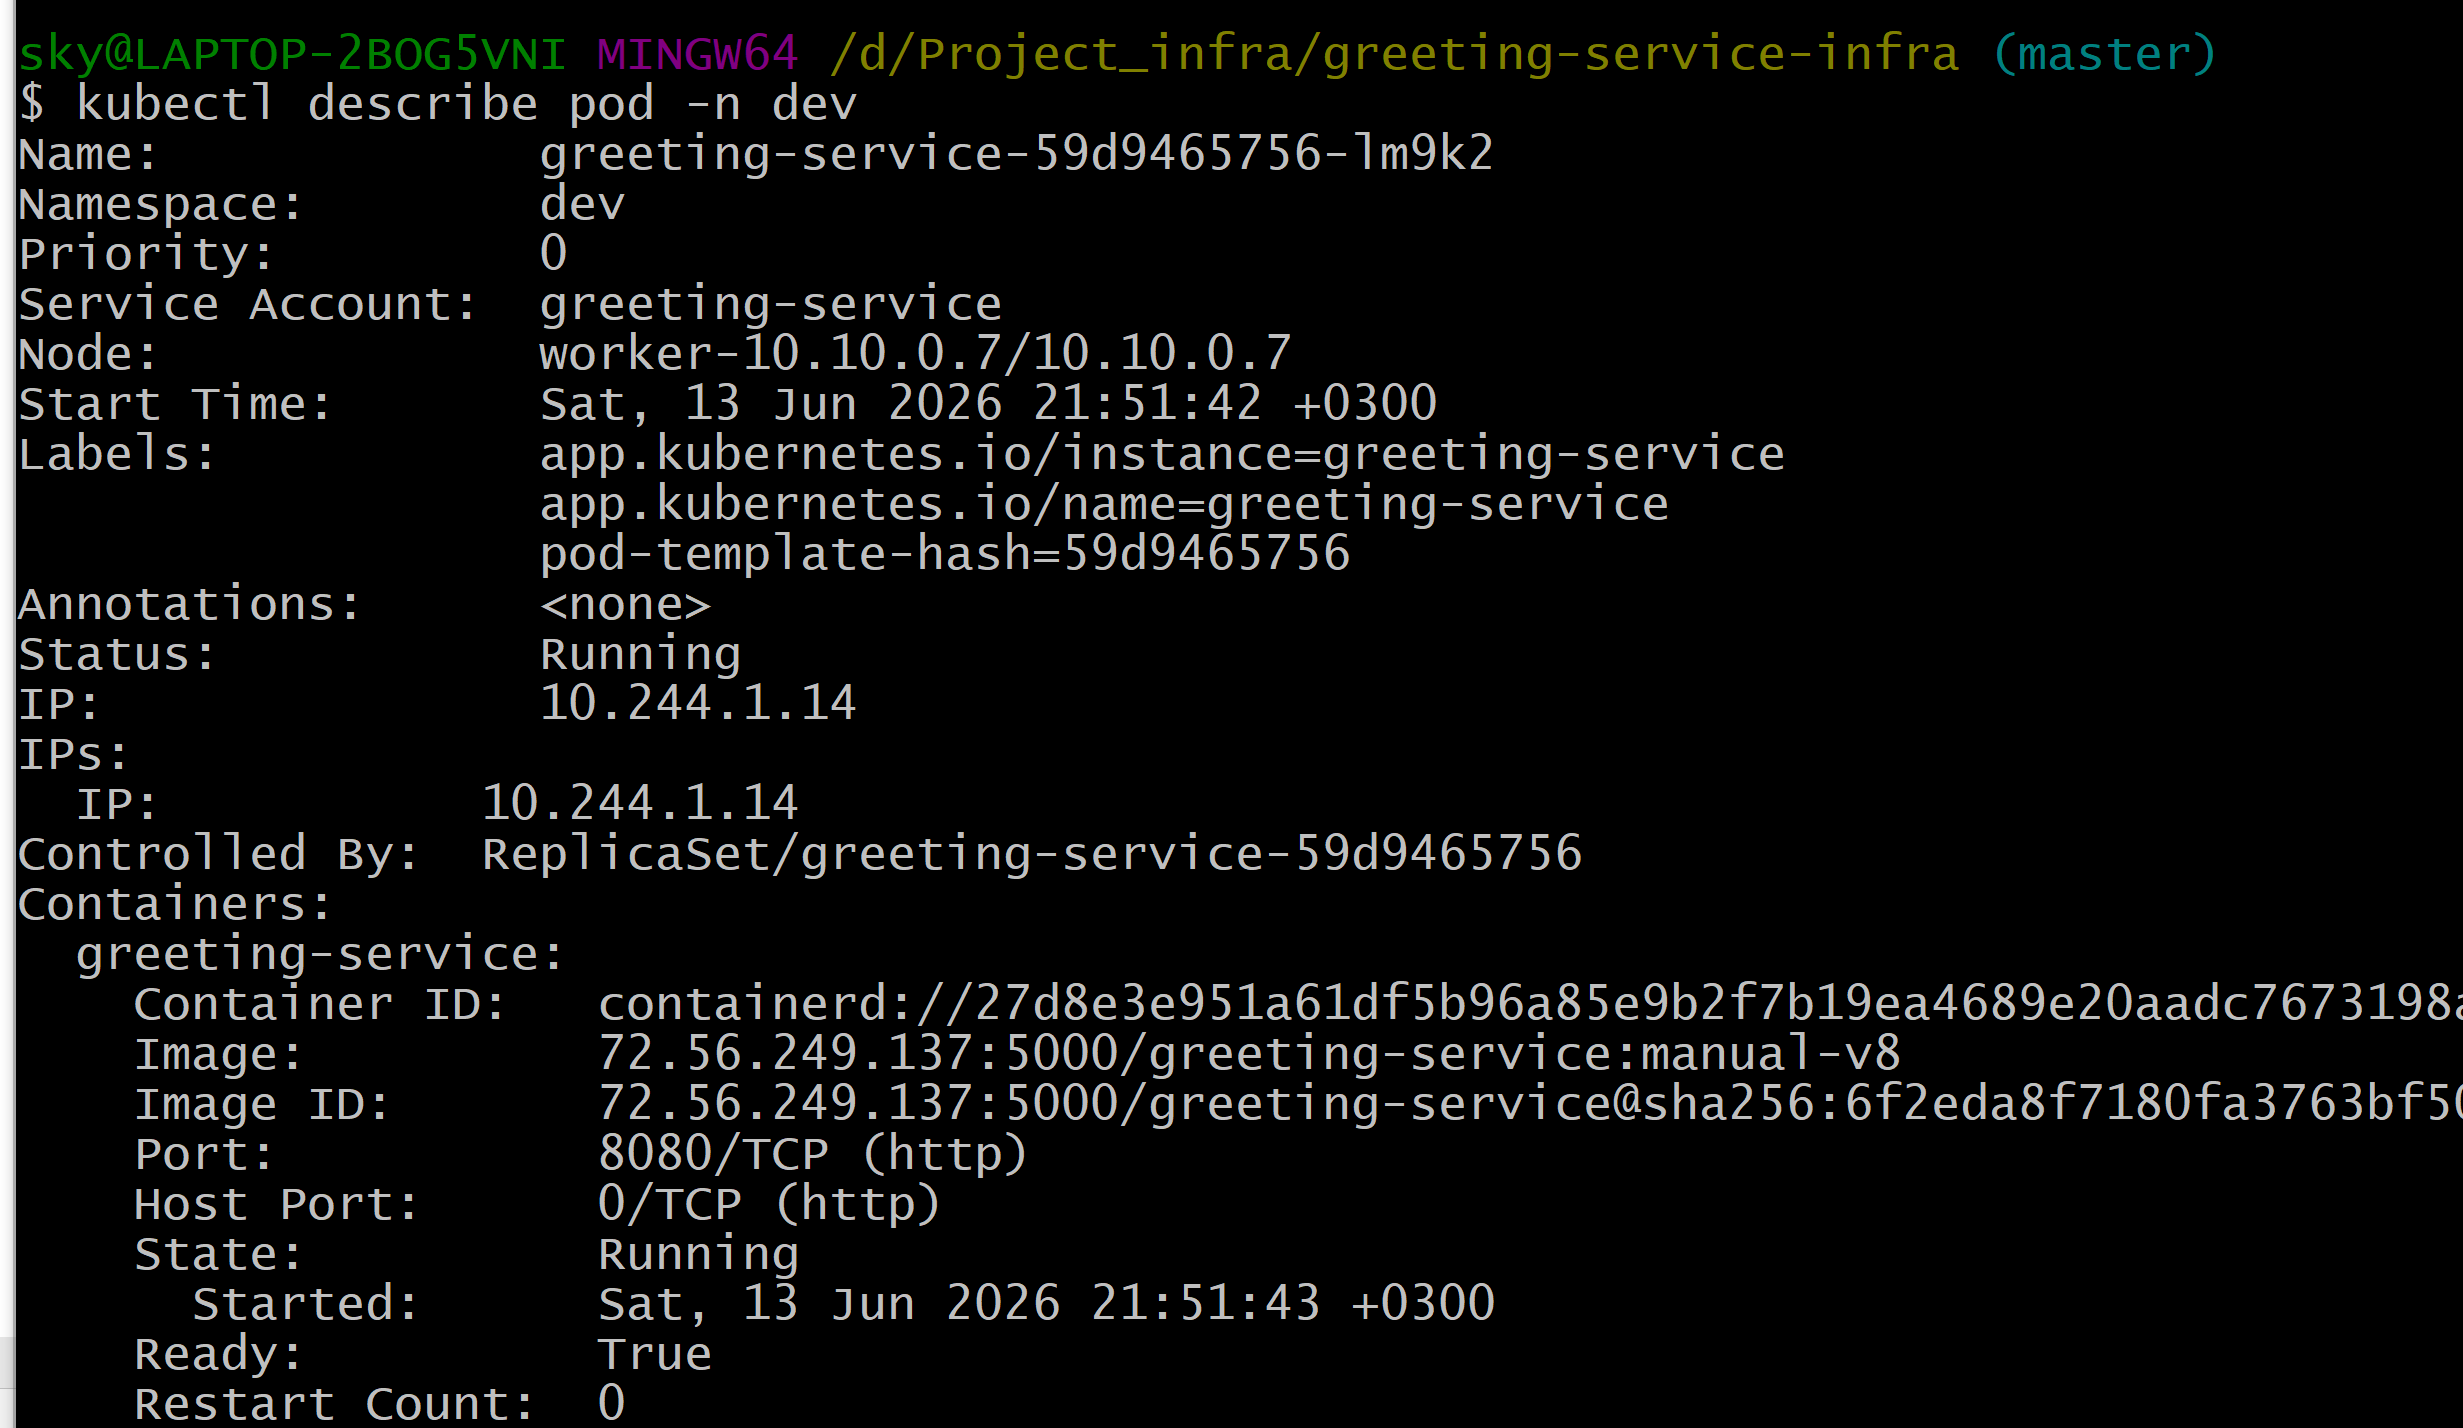 sky@LAPTOP-2BOG5VNI MINGW64 /d/Project_infra/greeting-service-infra (master)
$ kubectl describe pod -n dev
Name:             greeting-service-59d9465756-lm9k2
Namespace:        dev
Priority:         0
Service Account:  greeting-service
Node:             worker-10.10.0.7/10.10.0.7
Start Time:       Sat, 13 Jun 2026 21:51:42 +0300
Labels:           app.kubernetes.io/instance=greeting-service
                  app.kubernetes.io/name=greeting-service
                  pod-template-hash=59d9465756
Annotations:      <none>
Status:           Running
IP:               10.244.1.14
IPs:
  IP:           10.244.1.14
Controlled By:  ReplicaSet/greeting-service-59d9465756
Containers:
  greeting-service:
    Container ID:   containerd://27d8e3e951a61df5b96a85e9b2f7b19ea4689e20aadc7673198a
    Image:          72.56.249.137:5000/greeting-service:manual-v8
    Image ID:       72.56.249.137:5000/greeting-service@sha256:6f2eda8f7180fa3763bf50
    Port:           8080/TCP (http)
    Host Port:      0/TCP (http)
    State:          Running
      Started:      Sat, 13 Jun 2026 21:51:43 +0300
    Ready:          True
    Restart Count:  0